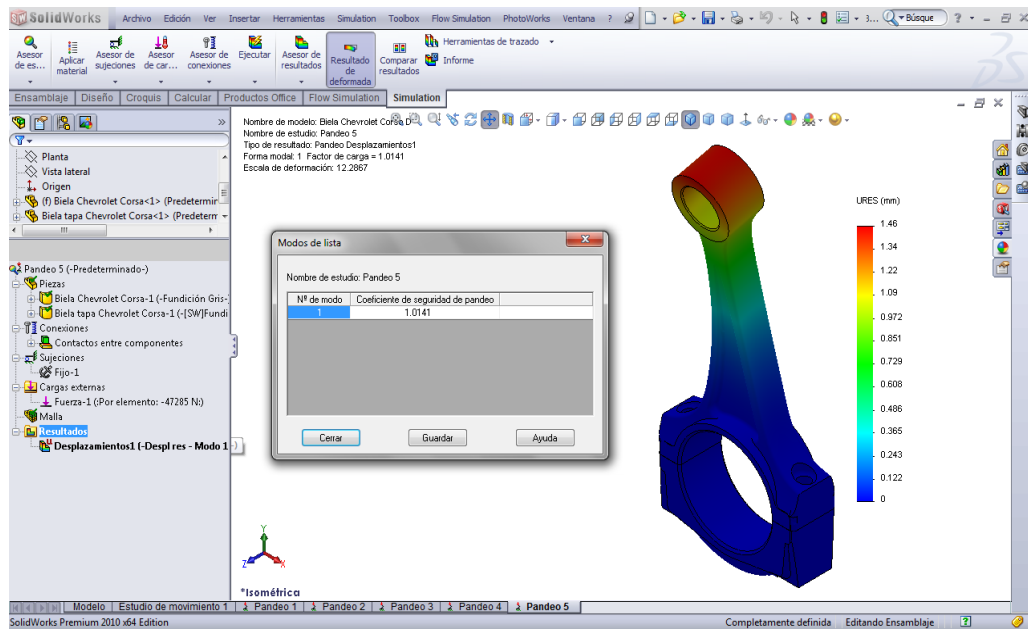 SolidWorks Archivo Edición Ver Insertar Herramientas Simulation Toolbox Flow Simulation PhotoWorks Ventana ? 3... Búsque ?
Asesor de es...
Aplicar material
Asesor de sujeciones
Asesor de car...
Asesor de conexiones
Ejecutar
Asesor de resultados
Resultado de deformada
Comparar resultados
Herramientas de trazado
Informe
Ensamblaje Diseño Croquis Calcular Productos Office Flow Simulation Simulation
Planta
Vista lateral
Origen
(f) Biela Chevrolet Corsa<1> (Predetermir
Biela tapa Chevrolet Corsa<1> (Predeterm
Pandeo 5 (-Predeterminado-)
Piezas
Biela Chevrolet Corsa-1 (-Fundición Gris-
Biela tapa Chevrolet Corsa-1 (-[SW]Fundi
Conexiones
Contactos entre componentes
Sujeciones
Fijo-1
Cargas externas
Fuerza-1 (:Por elemento: -47285 N:)
Malla
Resultados
Desplazamientos1 (-Despl res - Modo 1-)
Nombre de modelo: Biela Chevrolet Corsa D
Nombre de estudio: Pandeo 5
Tipo de resultado: Pandeo Desplazamientos1
Forma modal: 1 Factor de carga = 1.0141
Escala de deformación: 12.2867
Modos de lista
Nombre de estudio: Pandeo 5
Nº de modo Coeficiente de seguridad de pandeo
1 1.0141
Cerrar Guardar Ayuda
URES (mm)
1.46
1.34
1.22
1.09
0.972
0.851
0.729
0.608
0.486
0.365
0.243
0.122
0
Y
Z X
*Isométrica
Modelo Estudio de movimiento 1 Pandeo 1 Pandeo 2 Pandeo 3 Pandeo 4 Pandeo 5
SolidWorks Premium 2010 x64 Edition Completamente definida Editando Ensamblaje ?